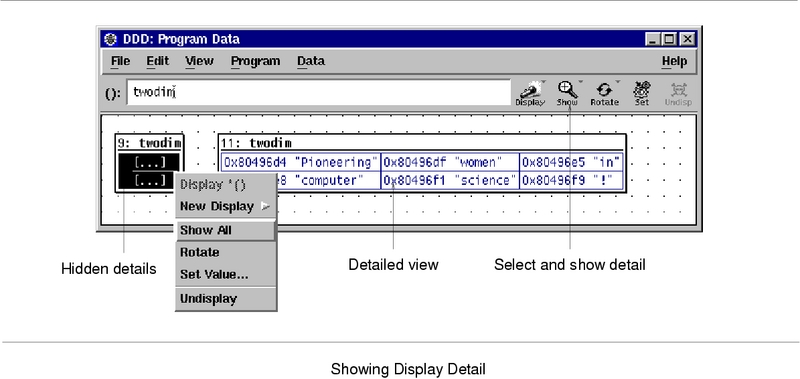 DDD: Program Data
File Edit View Program Data Help
(): twodim
Display Show Rotate Set Undisp
9: twodim
[...]
[...]
11: twodim
0x80496d4 "Pioneering" 0x80496df "women" 0x80496e5 "in"
e8 "computer" 0x80496f1 "science" 0x80496f9 "!"
Display *()
New Display
Show All
Rotate
Set Value...
Undisplay
Hidden details
Detailed view
Select and show detail
Showing Display Detail